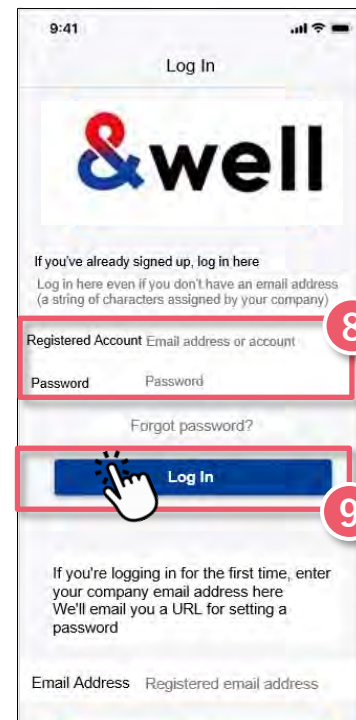 9:41
Log In
&well
If you've already signed up, log in here
Log in here even if you don't have an email address
(a string of characters assigned by your company)
8
Registered Account Email address or account
Password Password
Forgot password?
Log In
9
If you're logging in for the first time, enter
your company email address here
We'll email you a URL for setting a
password
Email Address Registered email address